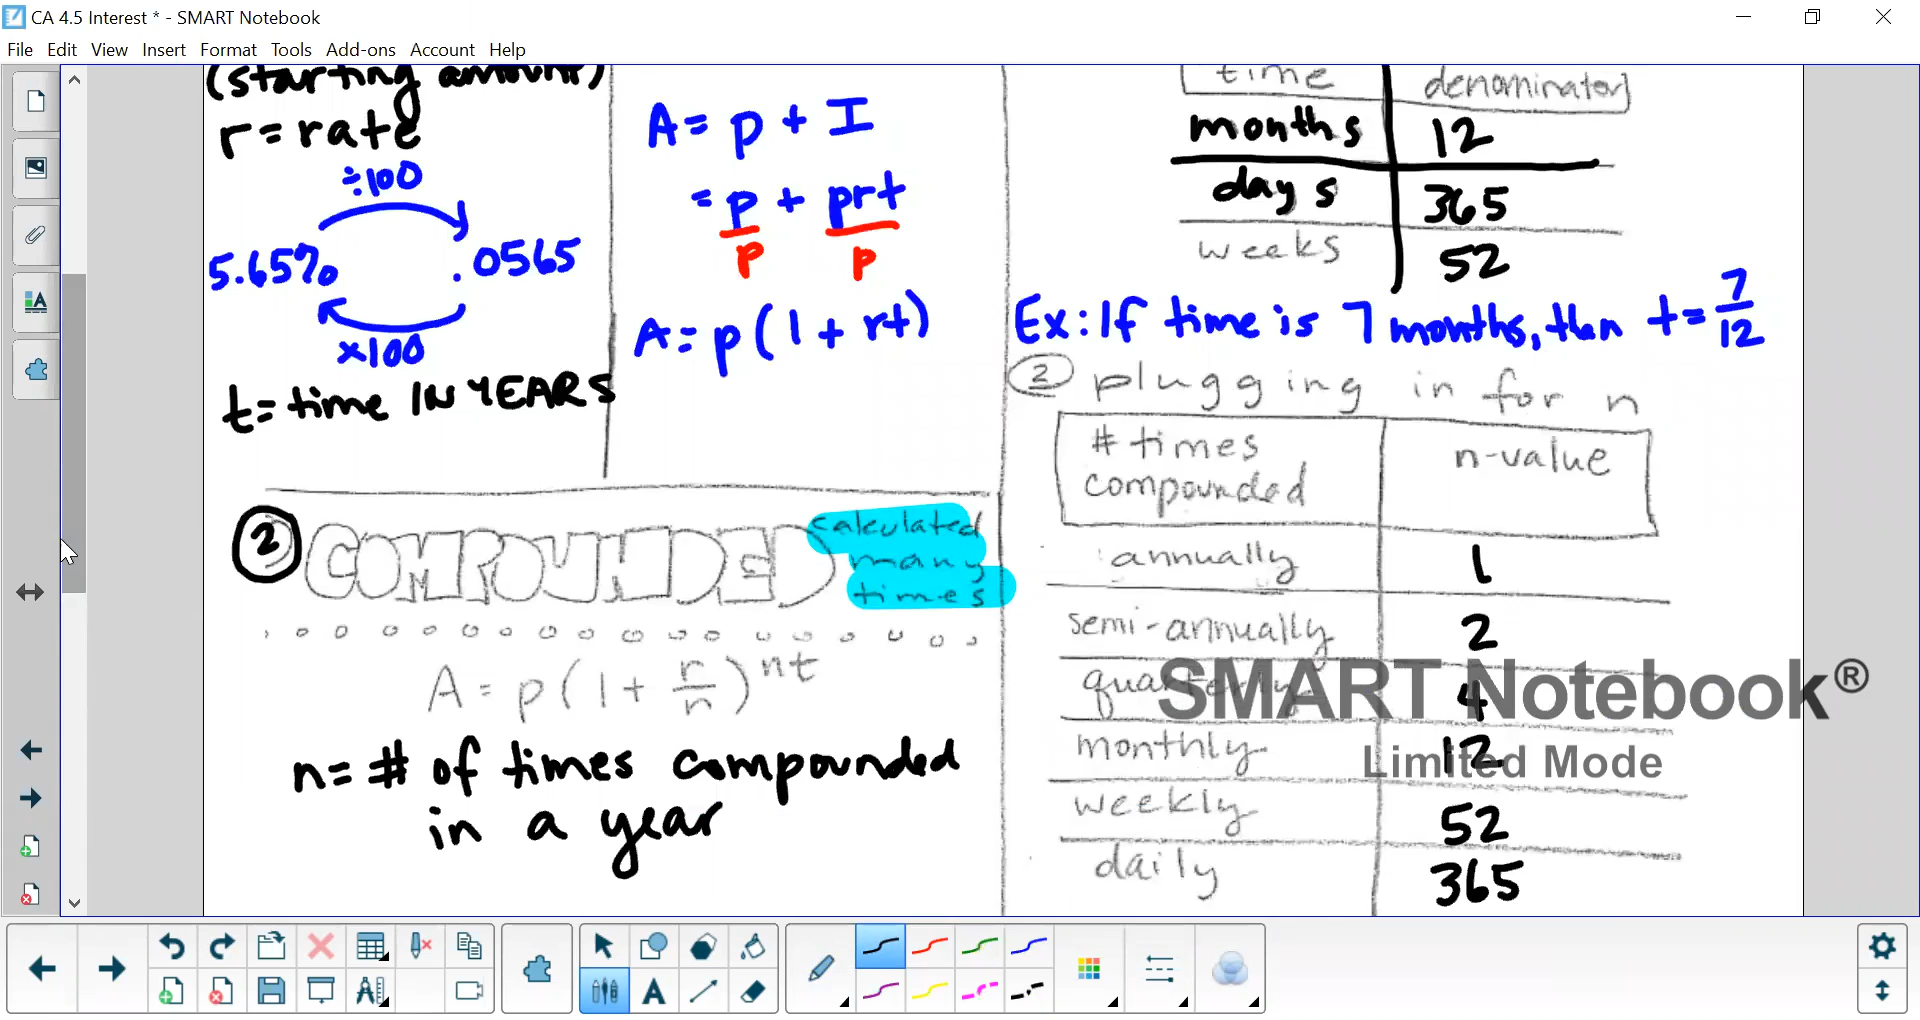 CA 4.5 Interest * - SMART Notebook
File Edit View Insert Format Tools Add-ons Account Help
(starting amount)
r = rate
÷100
5.65% .0565
x100
t = time IN YEARS
A = p + I
= p + prt
p p
A = p(1 + rt)
time denominator
months 12
days 365
weeks 52
Ex: If time is 7 months, then t = 7/12
2 COMPOUNDED
calculated
many
times
A = p(1 + r/n)^nt
n = # of times compounded
in a year
2 plugging in for n
# times
compounded
n-value
annually 1
semi-annually 2
quarterly 4
monthly 12
weekly 52
daily 365
SMART Notebook®
Limited Mode